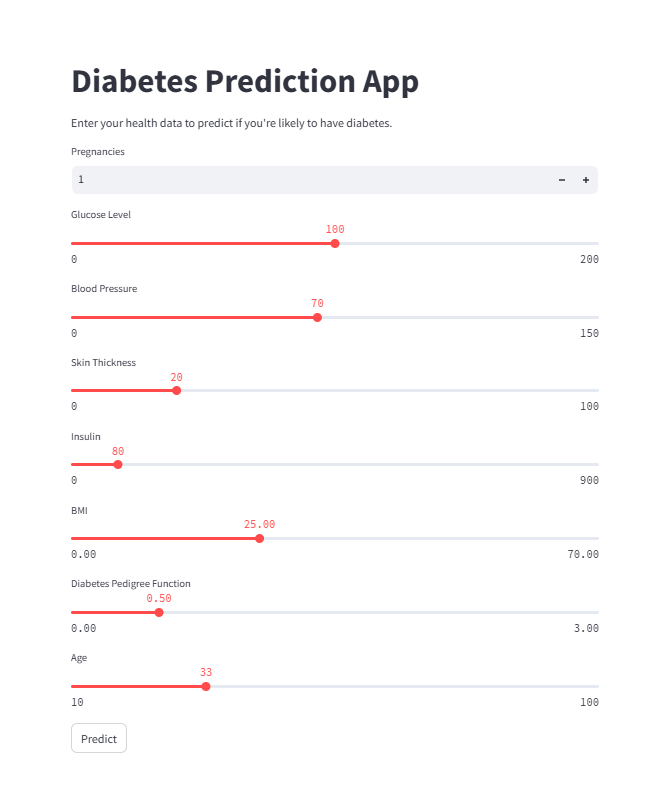 Diabetes Prediction App
Enter your health data to predict if you're likely to have diabetes.
Pregnancies
1 − +
Glucose Level
100
0 200
Blood Pressure
70
0 150
Skin Thickness
20
0 100
Insulin
80
0 900
BMI
25.00
0.00 70.00
Diabetes Pedigree Function
0.50
0.00 3.00
Age
33
10 100
Predict